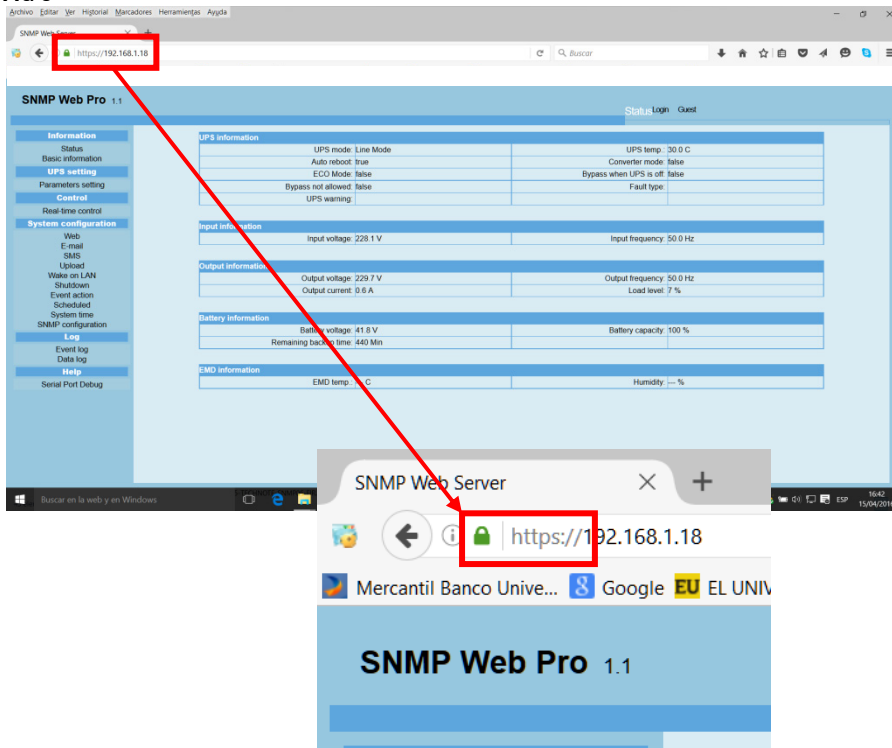 Archivo Editar Ver Historial Marcadores Herramientas Ayuda
SNMP Web Server × +
https://192.168.1.18 Buscar
SNMP Web Pro 1.1
Status Login Guest
Information
Status
Basic information
UPS setting
Parameters setting
Control
Real-time control
System configuration
Web
E-mail
SMS
Upload
Wake on LAN
Shutdown
Event action
Scheduled
System time
SNMP configuration
Log
Event log
Data log
Help
Serial Port Debug
UPS information
UPS mode: Line Mode UPS temp.: 30.0 C
Auto reboot: true Converter mode: false
ECO Mode: false Bypass when UPS is off: false
Bypass not allowed: false Fault type:
UPS warning:
Input information
Input voltage: 228.1 V Input frequency: 50.0 Hz
Output information
Output voltage: 229.7 V Output frequency: 50.0 Hz
Output current: 0.6 A Load level: 7 %
Battery information
Battery voltage: 41.8 V Battery capacity: 100 %
Remaining backup time: 440 Min
EMD information
EMD temp.: C Humidity: --- %
Buscar en la web y en Windows
ESP 16:42
15/04/2016
SNMP Web Server × +
https://192.168.1.18
Mercantil Banco Unive... Google EU EL UNIV
SNMP Web Pro 1.1